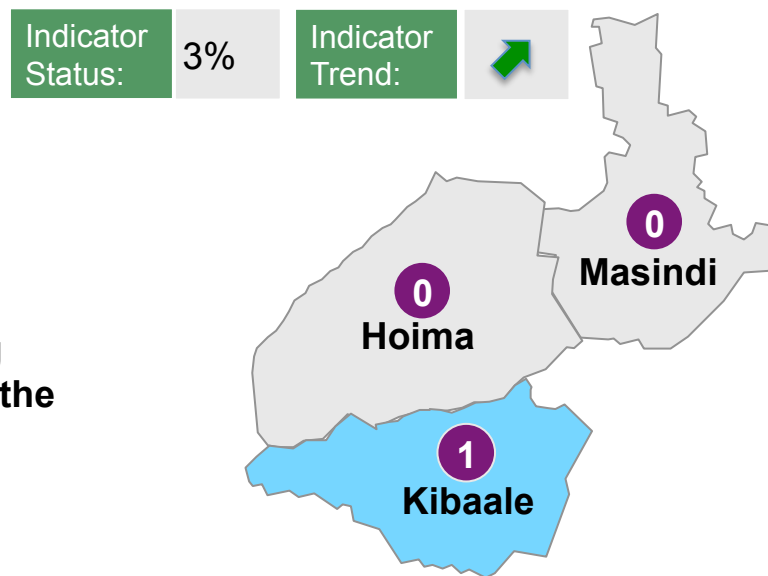 Indicator
Status:
3%
Indicator
Trend:
0
Masindi
0
Hoima
the
1
Kibaale